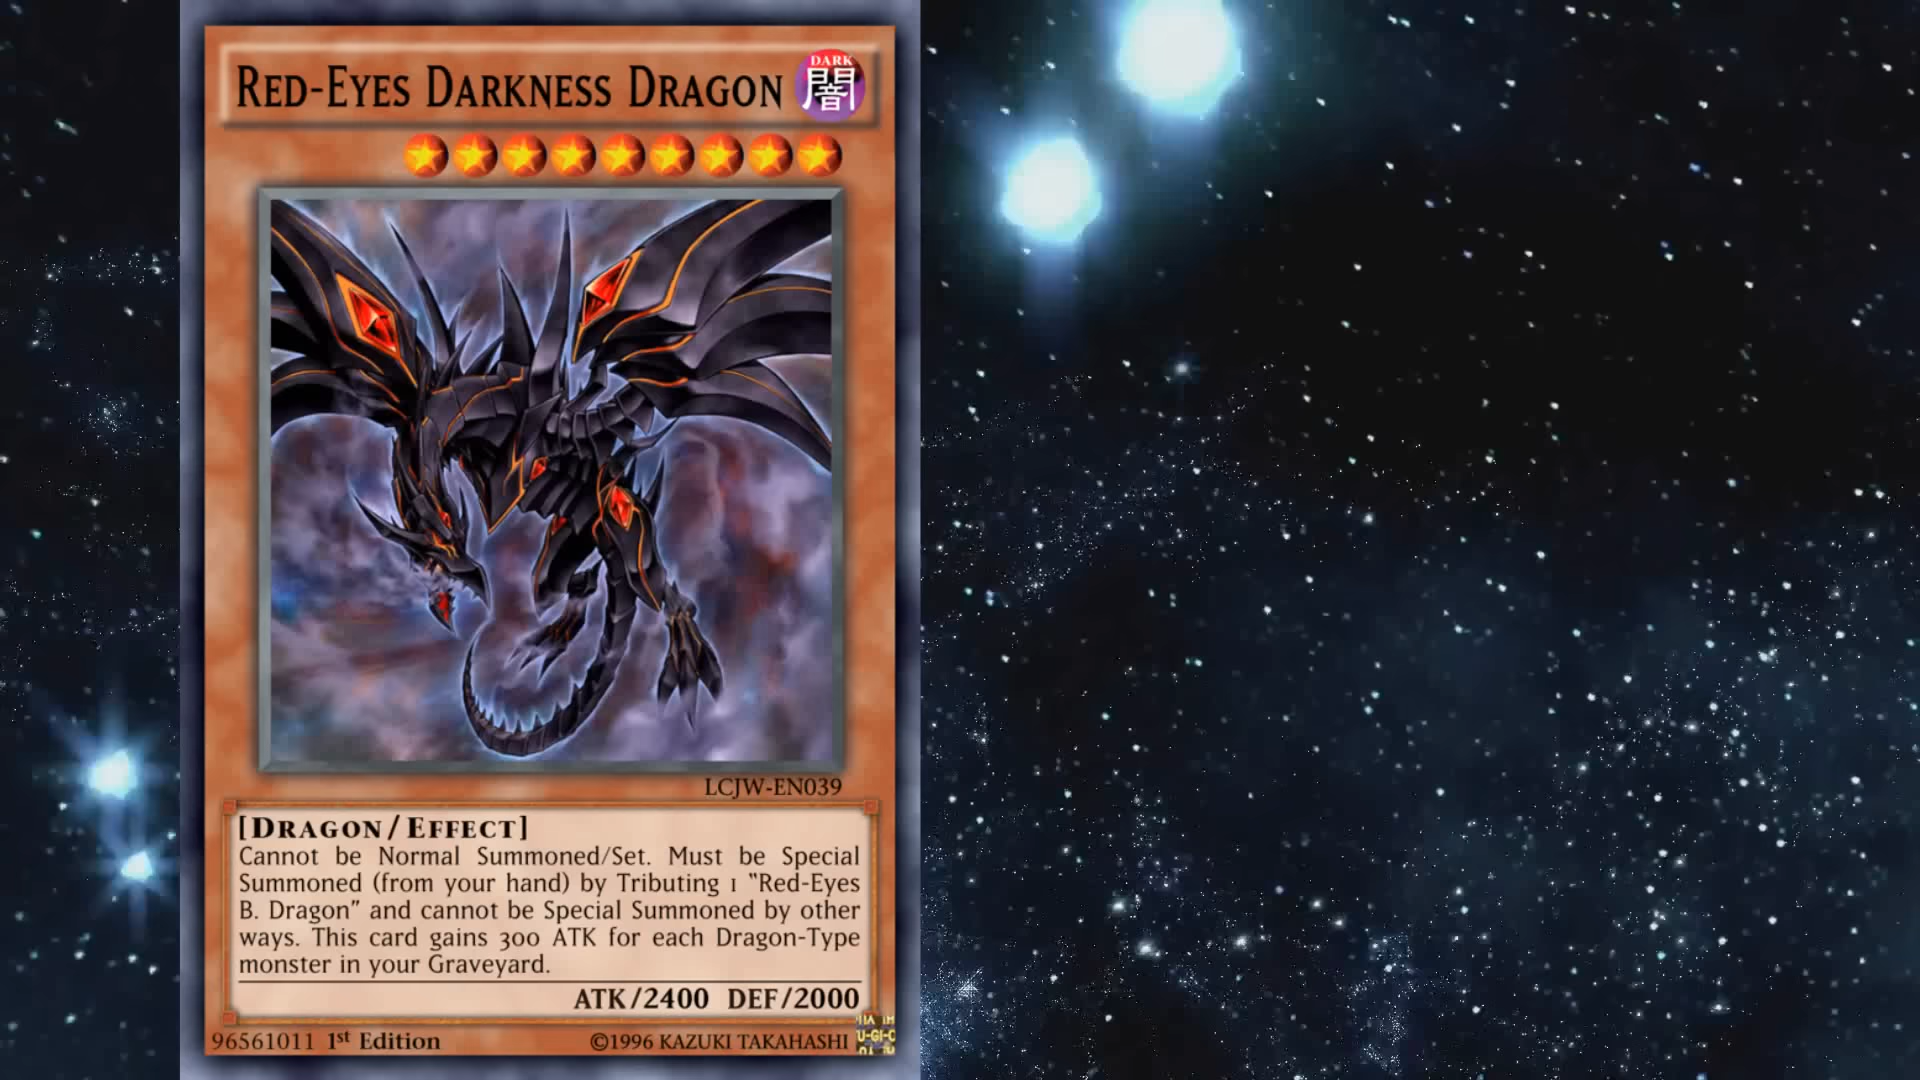 RED-EYES DARKNESS DRAGON
DARK
闇
LCJW-EN039
[DRAGON/EFFECT]
Cannot be Normal Summoned/Set. Must be Special
Summoned (from your hand) by Tributing 1 “Red-Eyes
B. Dragon” and cannot be Special Summoned by other
ways. This card gains 300 ATK for each Dragon-Type
monster in your Graveyard.
ATK/2400 DEF/2000
96561011 1st Edition
©1996 KAZUKI TAKAHASHI